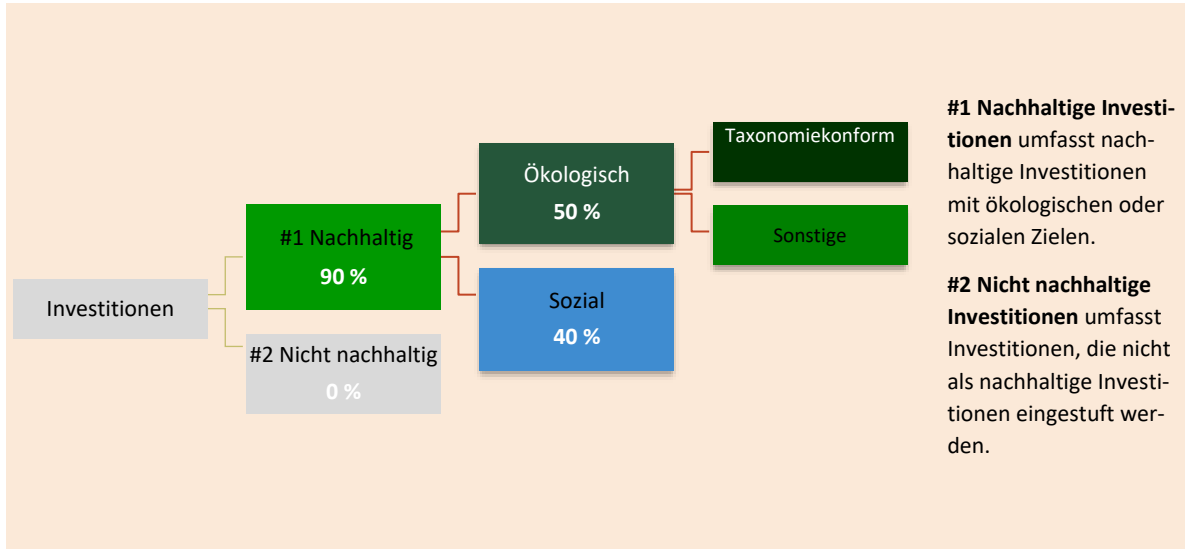 Investitionen
#1 Nachhaltig
90 %
#2 Nicht nachhaltig
0 %
Ökologisch
50 %
Sozial
40 %
Taxonomiekonform
Sonstige
#1 Nachhaltige Investi-
tionen umfasst nach-
haltige Investitionen
mit ökologischen oder
sozialen Zielen.
#2 Nicht nachhaltige
Investitionen umfasst
Investitionen, die nicht
als nachhaltige Investi-
tionen eingestuft wer-
den.